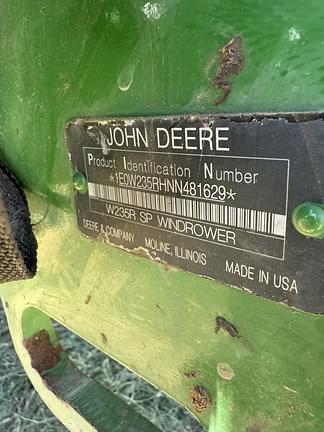 JOHN DEERE
Product Identification Number
*1E0W235RHNN481629*
W235R SP WINDROWER
DEERE & COMPANY MOLINE, ILLINOIS
MADE IN USA